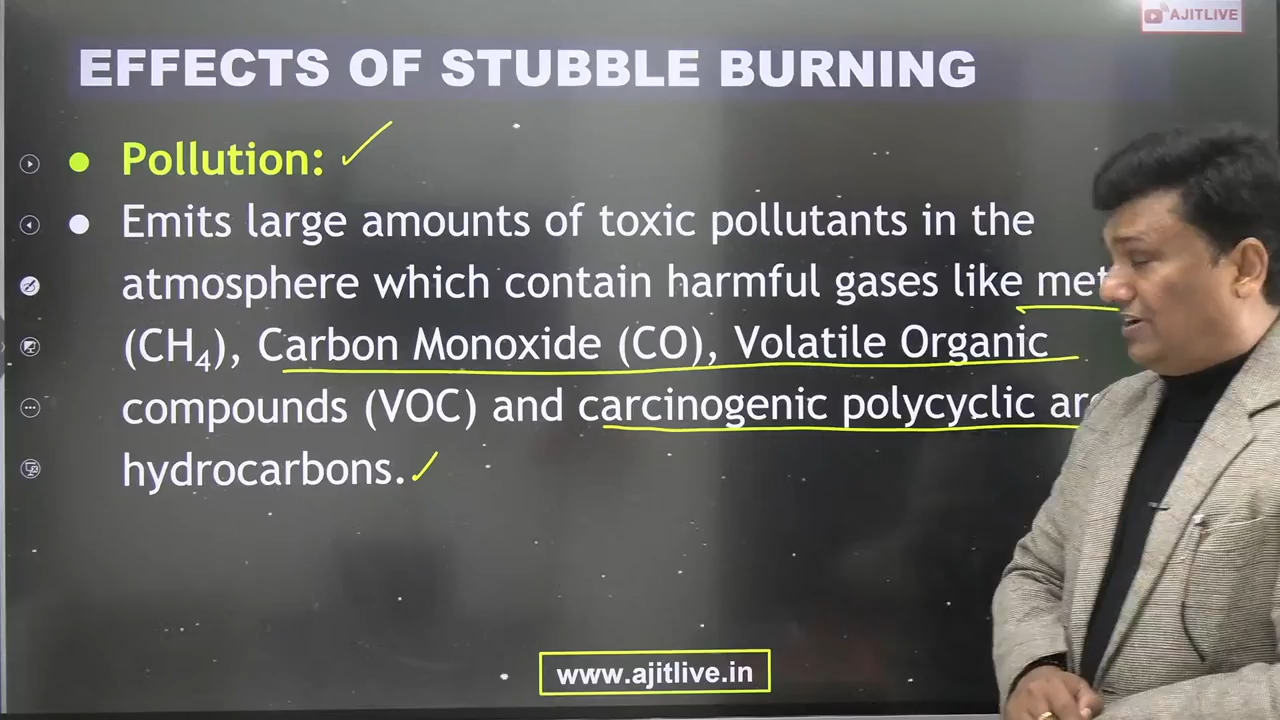 AJITLIVE
EFFECTS OF STUBBLE BURNING
● Pollution:
● Emits large amounts of toxic pollutants in the
atmosphere which contain harmful gases like
(CH₄), Carbon Monoxide (CO), Volatile Organic
compounds (VOC) and carcinogenic polycyclic
hydrocarbons.
www.ajitlive.in